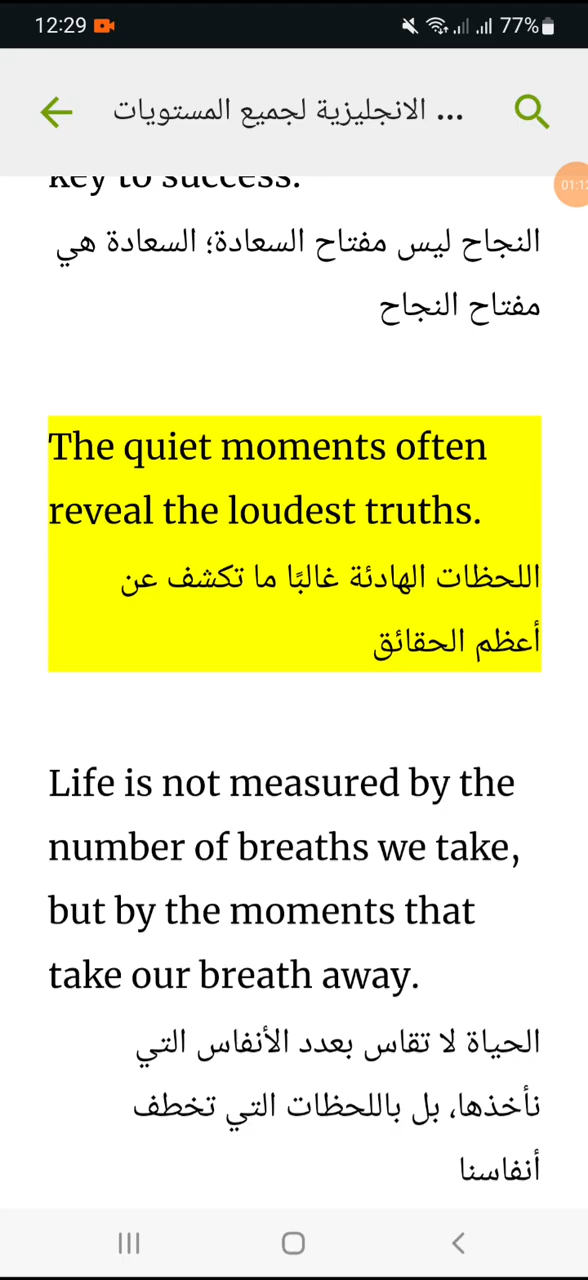 12:29
77%
... الانجليزية لجميع المستويات
key to success.
النجاح ليس مفتاح السعادة؛ السعادة هي
مفتاح النجاح
The quiet moments often
reveal the loudest truths.
اللحظات الهادئة غالبًا ما تكشف عن
أعظم الحقائق
Life is not measured by the
number of breaths we take,
but by the moments that
take our breath away.
الحياة لا تقاس بعدد الأنفاس التي
نأخذها، بل باللحظات التي تخطف
أنفاسنا